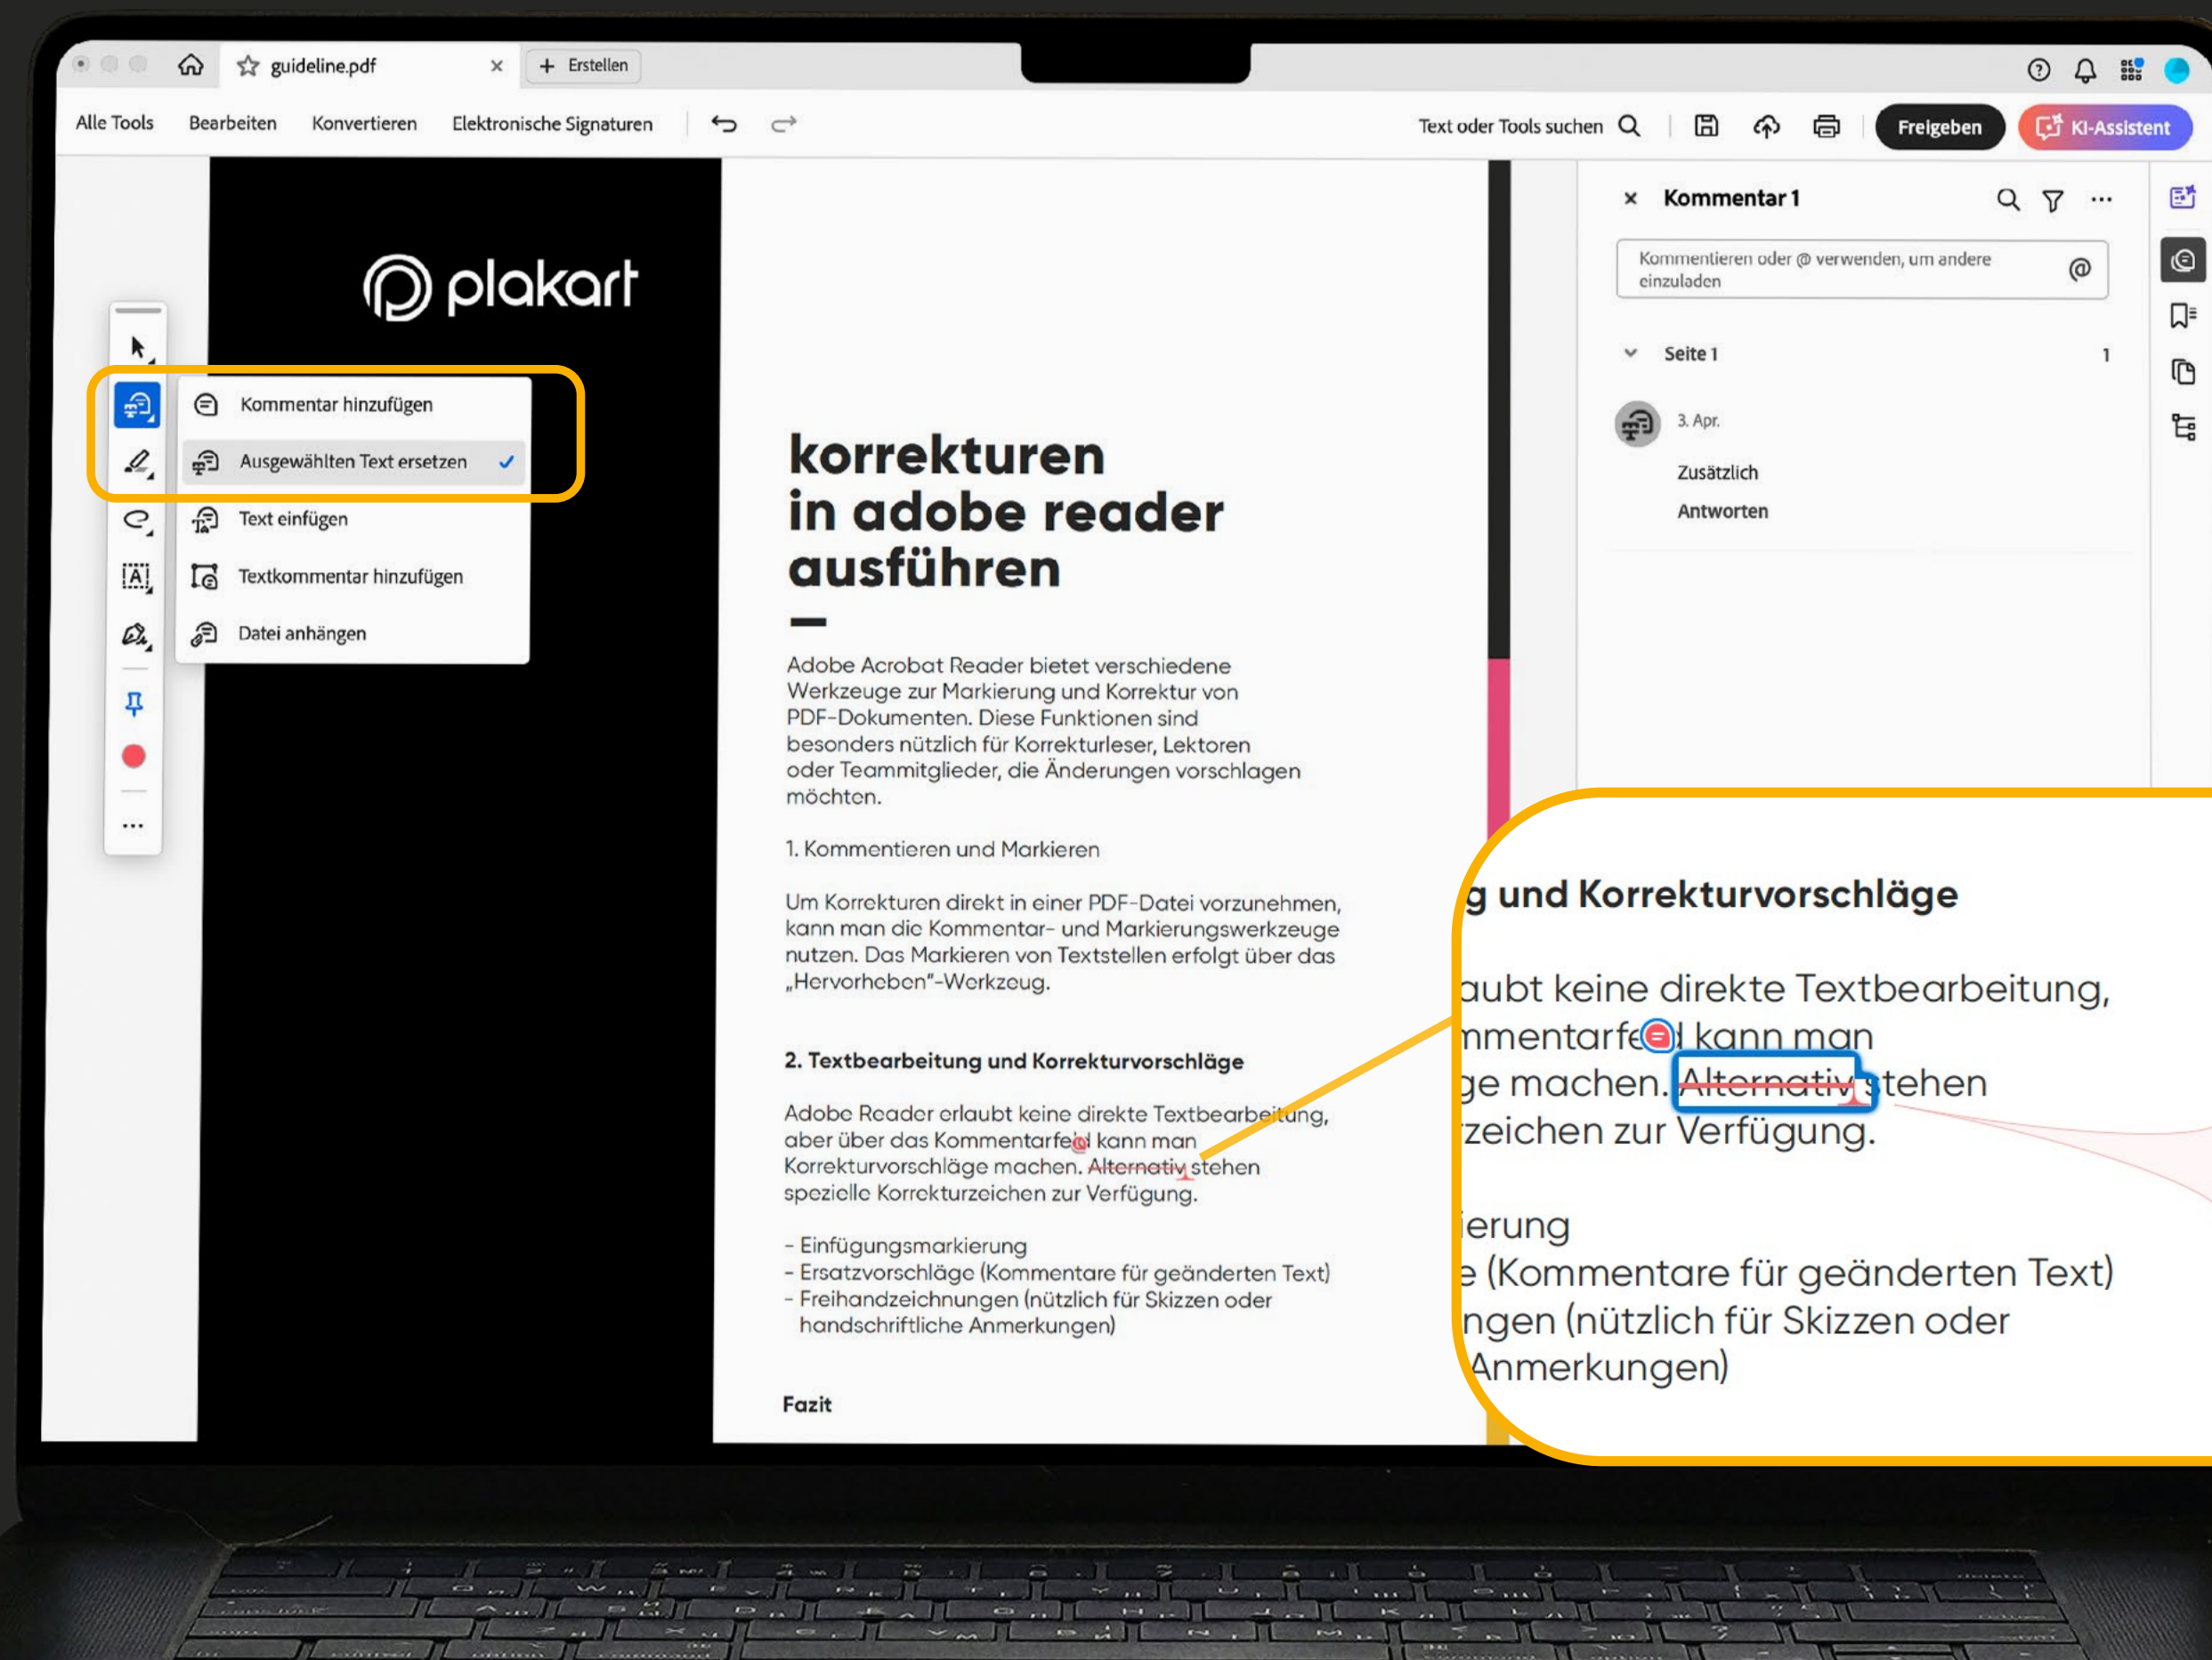 guideline.pdf
Erstellen
Alle Tools Bearbeiten Konvertieren Elektronische Signaturen
Text oder Tools suchen
Freigeben
KI-Assistent
plakart
Kommentar hinzufügen
Ausgewählten Text ersetzen
Text einfügen
Textkommentar hinzufügen
Datei anhängen
korrekturen
in adobe reader
ausführen
Adobe Acrobat Reader bietet verschiedene
Werkzeuge zur Markierung und Korrektur von
PDF-Dokumenten. Diese Funktionen sind
besonders nützlich für Korrekturleser, Lektoren
oder Teammitglieder, die Änderungen vorschlagen
möchten.
1. Kommentieren und Markieren
Um Korrekturen direkt in einer PDF-Datei vorzunehmen,
kann man die Kommentar- und Markierungswerkzeuge
nutzen. Das Markieren von Textstellen erfolgt über das
„Hervorheben"-Werkzeug.
2. Textbearbeitung und Korrekturvorschläge
Adobe Reader erlaubt keine direkte Textbearbeitung,
aber über das Kommentarfeld kann man
Korrekturvorschläge machen. Alternativ stehen
spezielle Korrekturzeichen zur Verfügung.
- Einfügungsmarkierung
- Ersatzvorschläge (Kommentare für geänderten Text)
- Freihandzeichnungen (nützlich für Skizzen oder
handschriftliche Anmerkungen)
Fazit
Kommentar 1
Kommentieren oder @ verwenden, um andere
einzuladen
@
Seite 1 1
3. Apr.
Zusätzlich
Antworten
g und Korrekturvorschläge
aubt keine direkte Textbearbeitung,
mmentarfeld kann man
ge machen. Alternativ stehen
zeichen zur Verfügung.
ierung
e (Kommentare für geänderten Text)
ngen (nützlich für Skizzen oder
Anmerkungen)